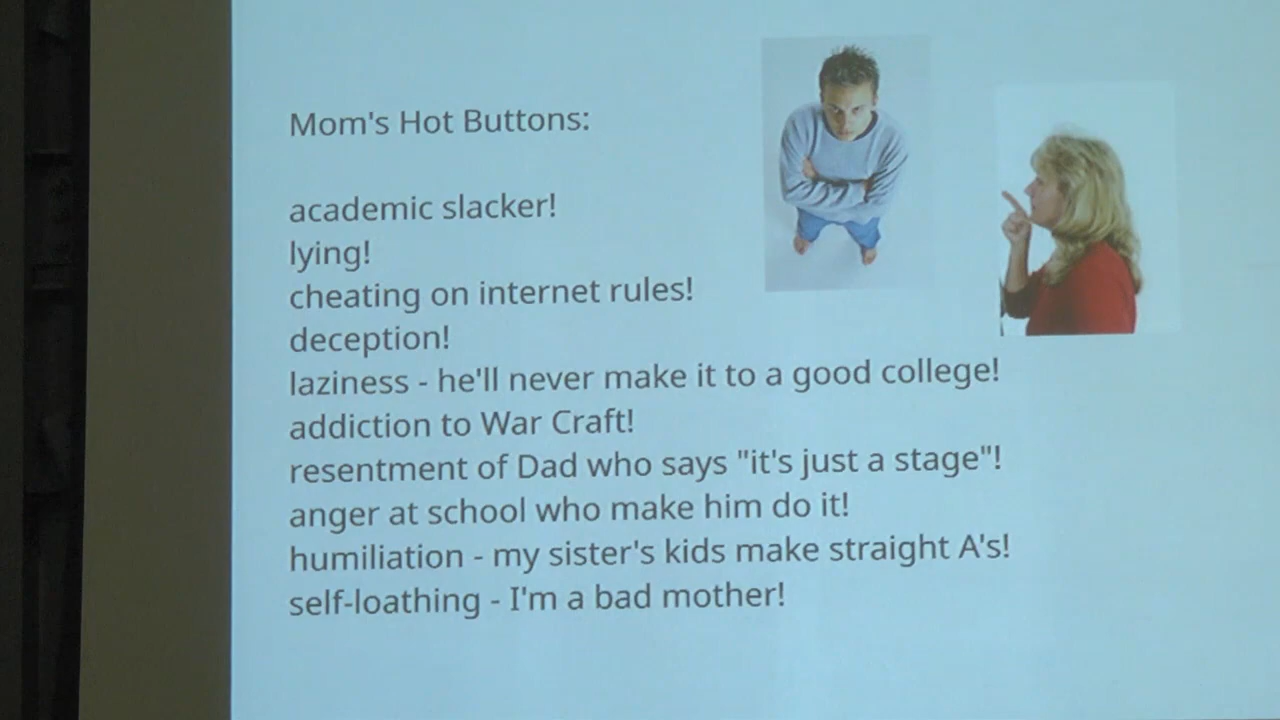 Mom's Hot Buttons:
academic slacker!
lying!
cheating on internet rules!
deception!
laziness - he'll never make it to a good college!
addiction to War Craft!
resentment of Dad who says "it's just a stage"!
anger at school who make him do it!
humiliation - my sister's kids make straight A's!
self-loathing - I'm a bad mother!